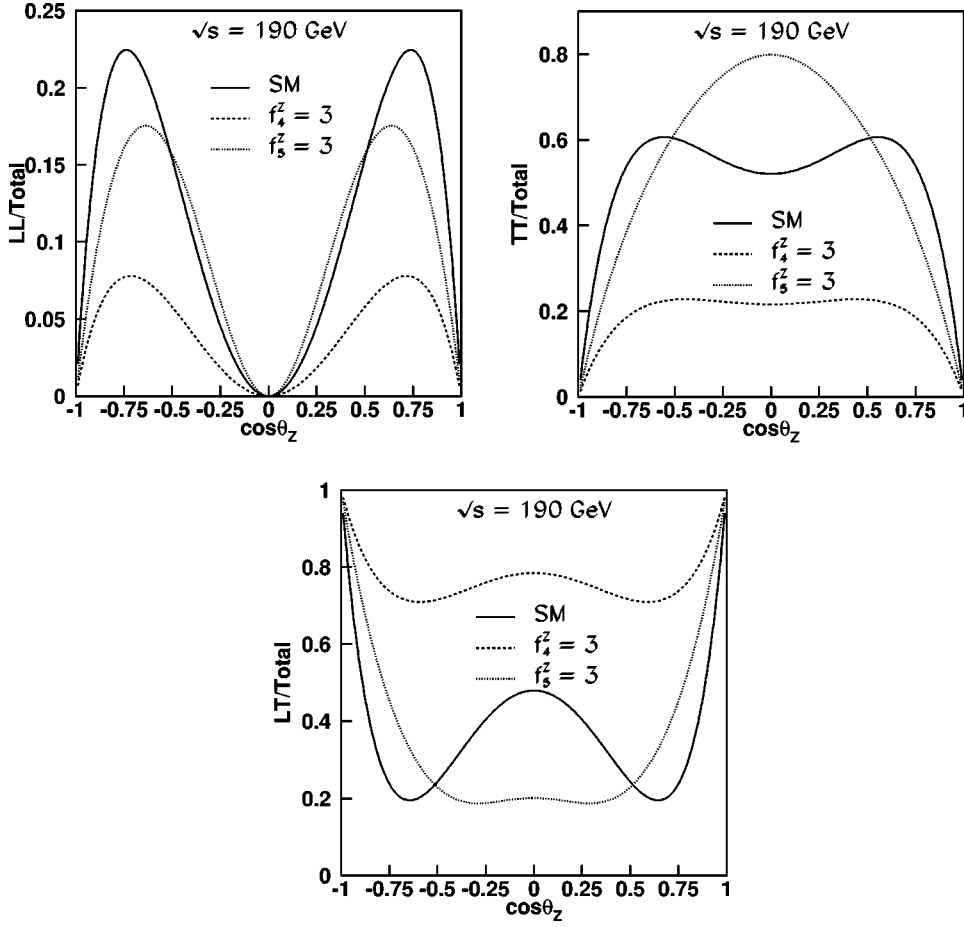 √s = 190 GeV
SM
f₄ᶻ = 3
f₅ᶻ = 3
LL/Total
0.25
0.2
0.15
0.1
0.05
0
-1 -0.75 -0.5 -0.25 0 0.25 0.5 0.75 1
cosθ_Z
√s = 190 GeV
SM
f₄ᶻ = 3
f₅ᶻ = 3
TT/Total
0.8
0.6
0.4
0.2
0
-1 -0.75 -0.5 -0.25 0 0.25 0.5 0.75 1
cosθ_Z
√s = 190 GeV
SM
f₄ᶻ = 3
f₅ᶻ = 3
LT/Total
1
0.8
0.6
0.4
0.2
0
-1 -0.75 -0.5 -0.25 0 0.25 0.5 0.75 1
cosθ_Z